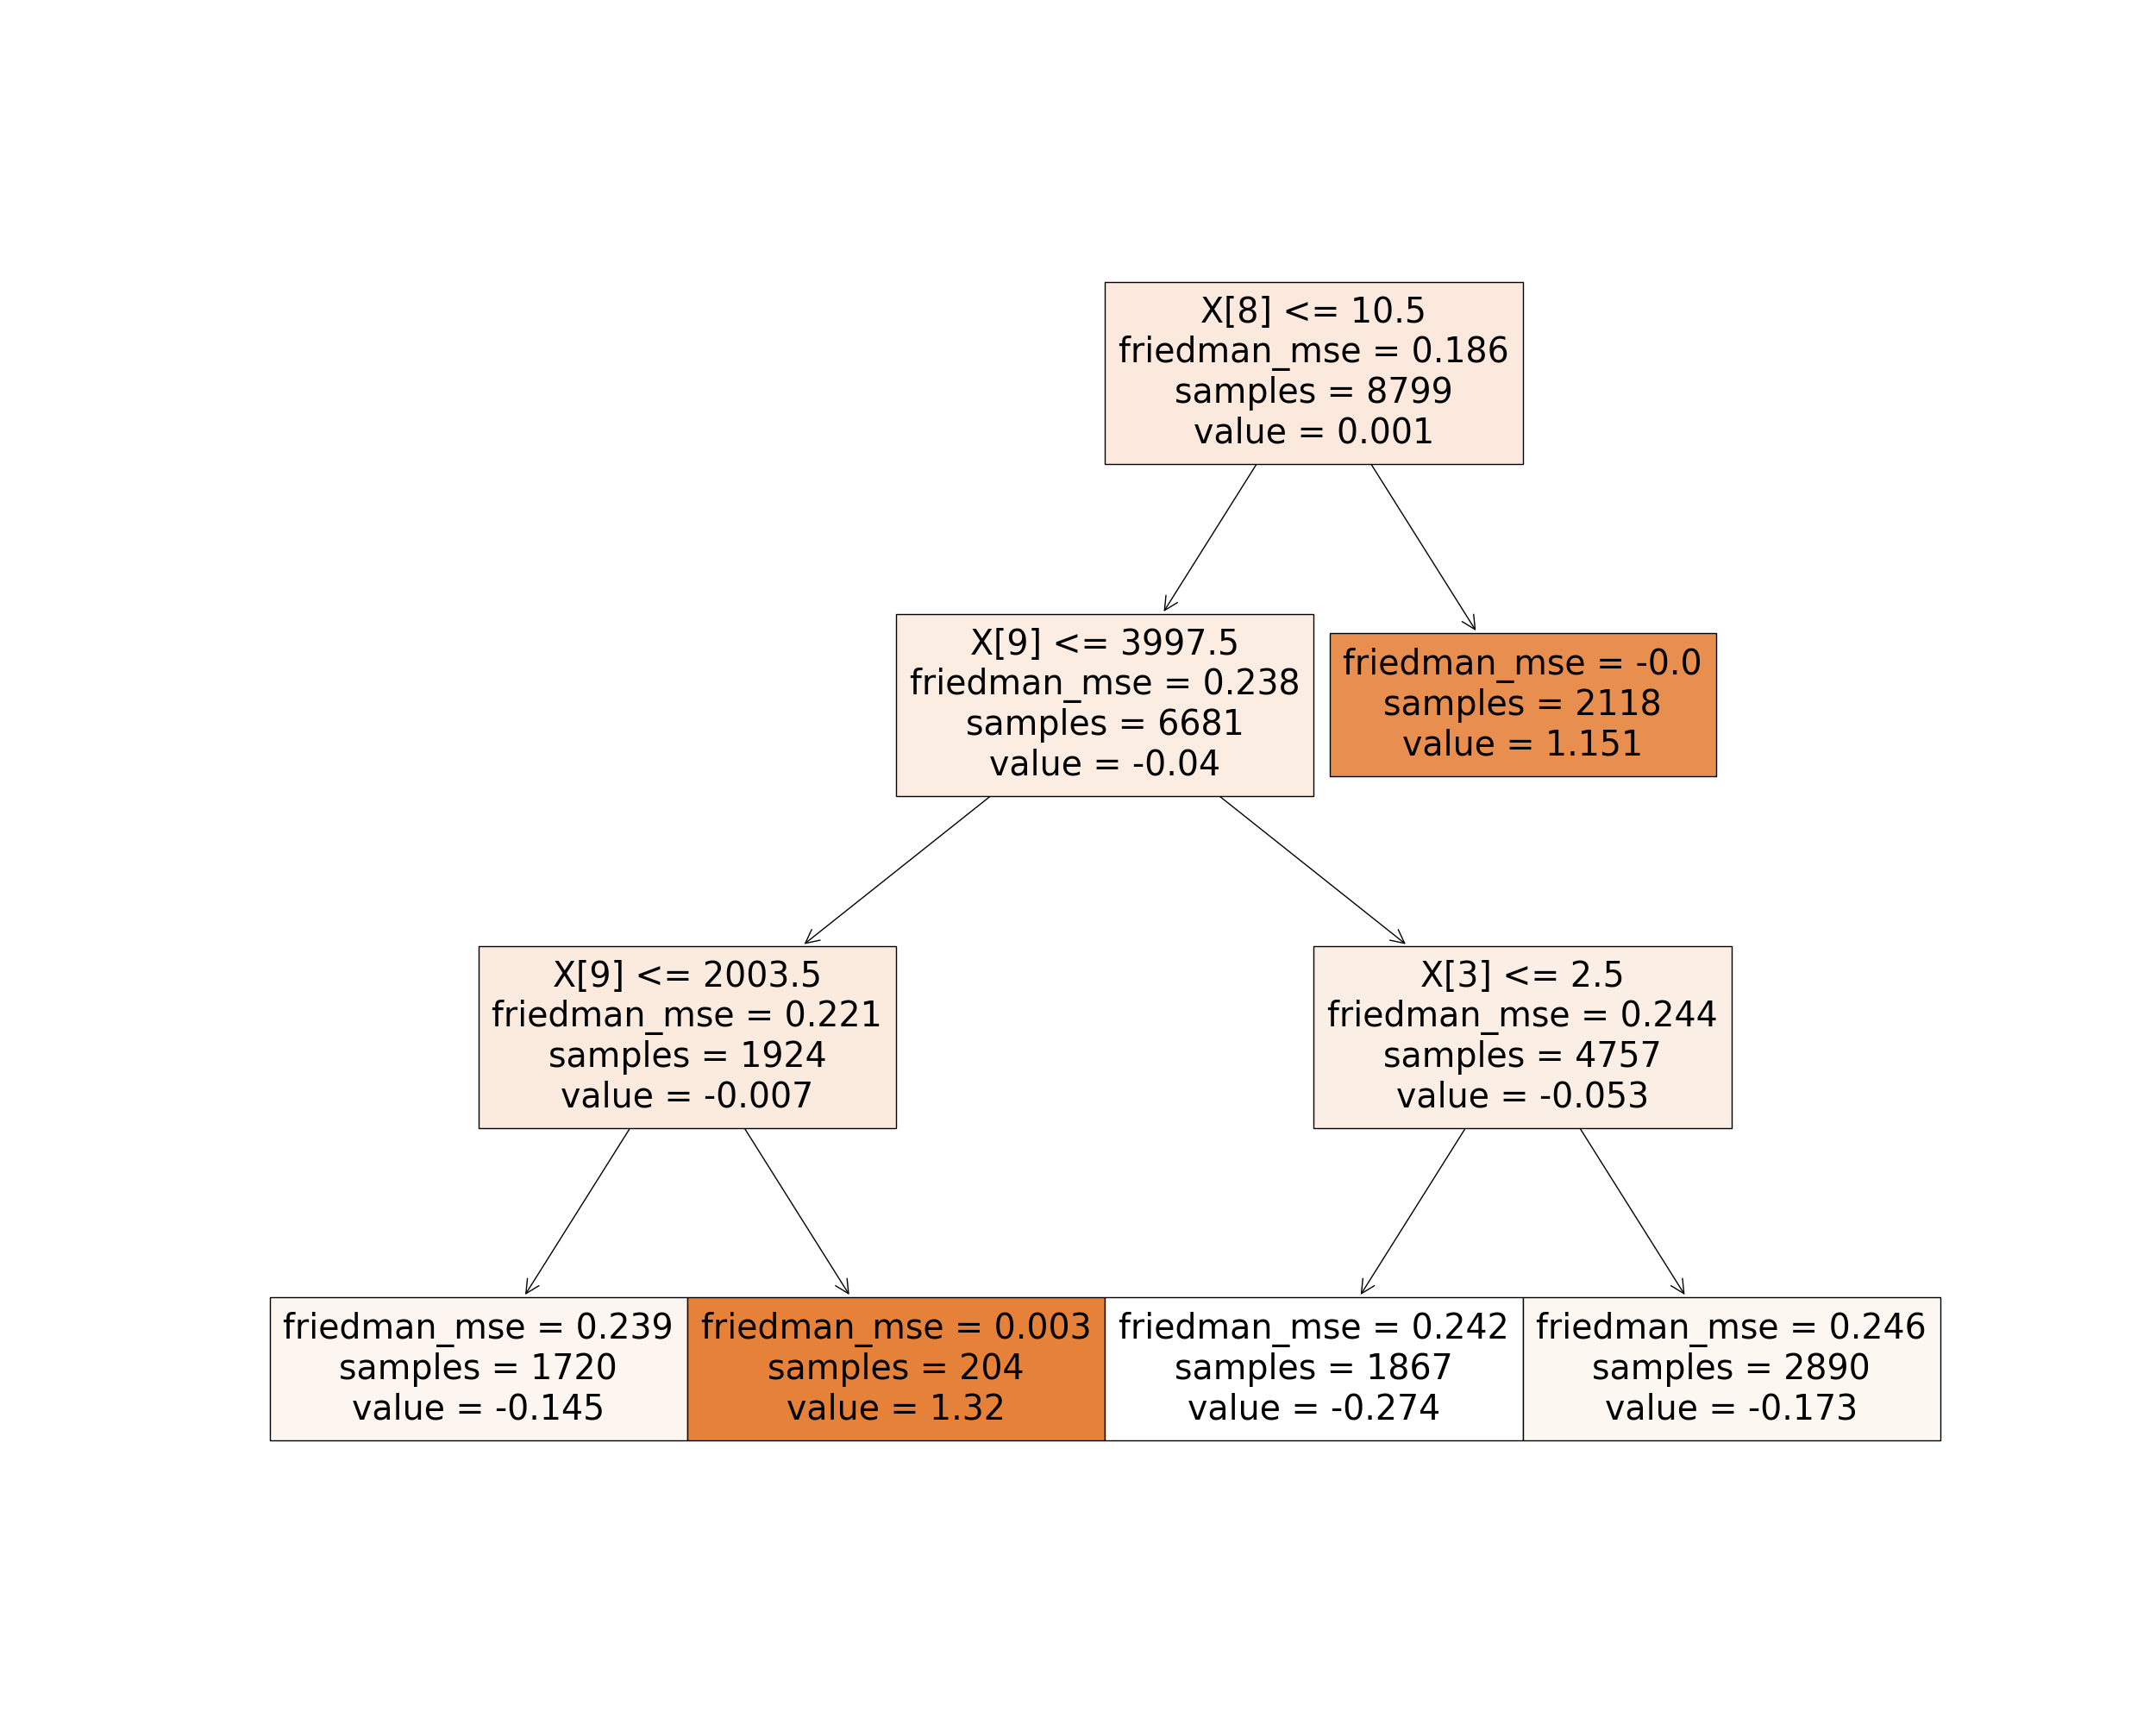 X[8] <= 10.5
friedman_mse = 0.186
samples = 8799
value = 0.001
X[9] <= 3997.5
friedman_mse = 0.238
samples = 6681
value = -0.04
friedman_mse = -0.0
samples = 2118
value = 1.151
X[9] <= 2003.5
friedman_mse = 0.221
samples = 1924
value = -0.007
X[3] <= 2.5
friedman_mse = 0.244
samples = 4757
value = -0.053
friedman_mse = 0.239
samples = 1720
value = -0.145
friedman_mse = 0.003
samples = 204
value = 1.32
friedman_mse = 0.242
samples = 1867
value = -0.274
friedman_mse = 0.246
samples = 2890
value = -0.173